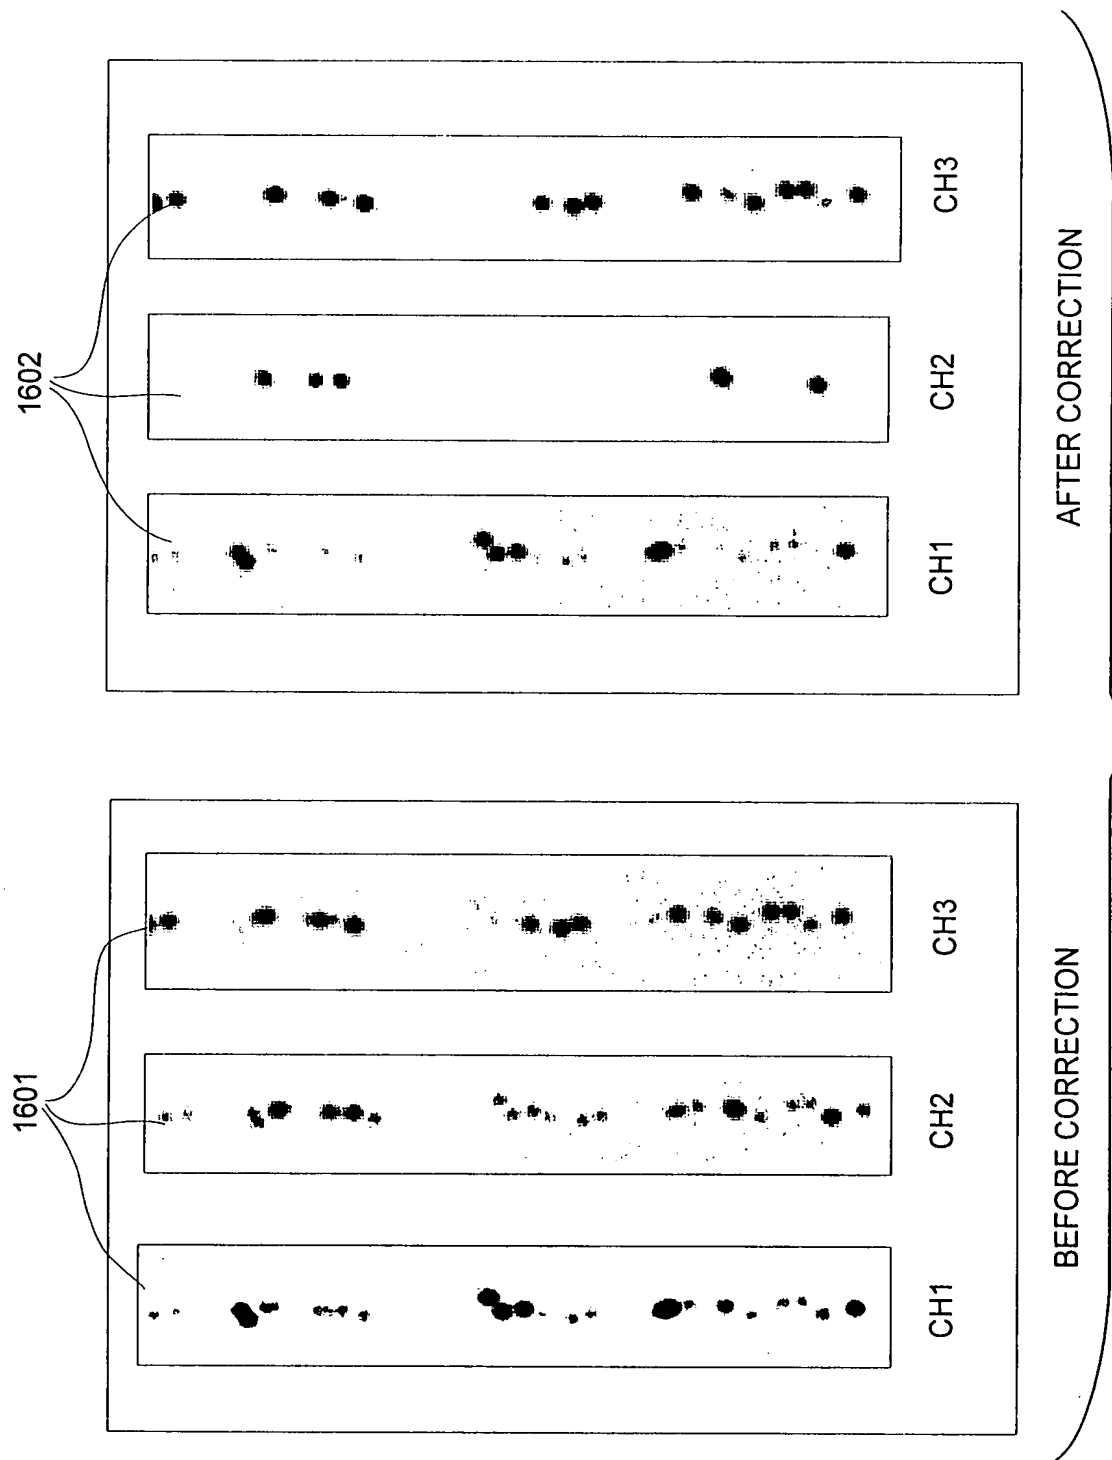 1601
CH1
CH2
CH3
BEFORE CORRECTION
1602
CH1
CH2
CH3
AFTER CORRECTION